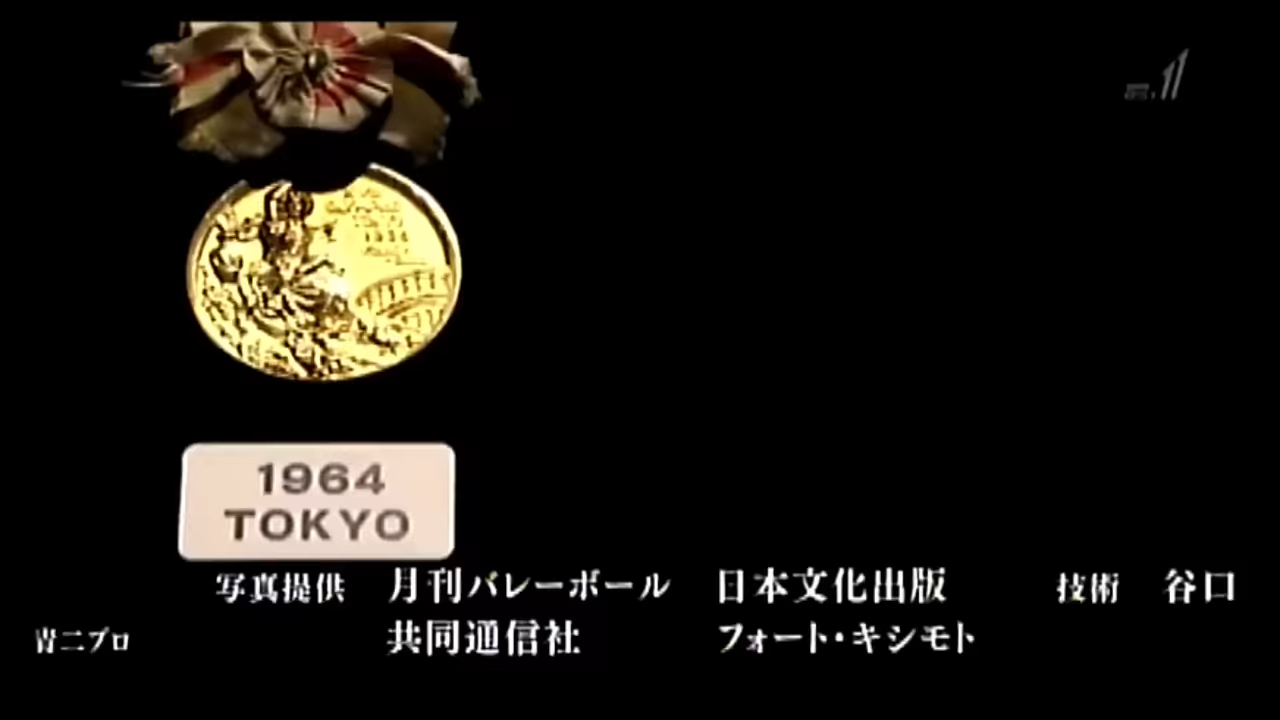 .11
1964
TOKYO
写真提供 月刊バレーボール 日本文化出版 技術 谷口
青二プロ 共同通信社 フォート・キシモト